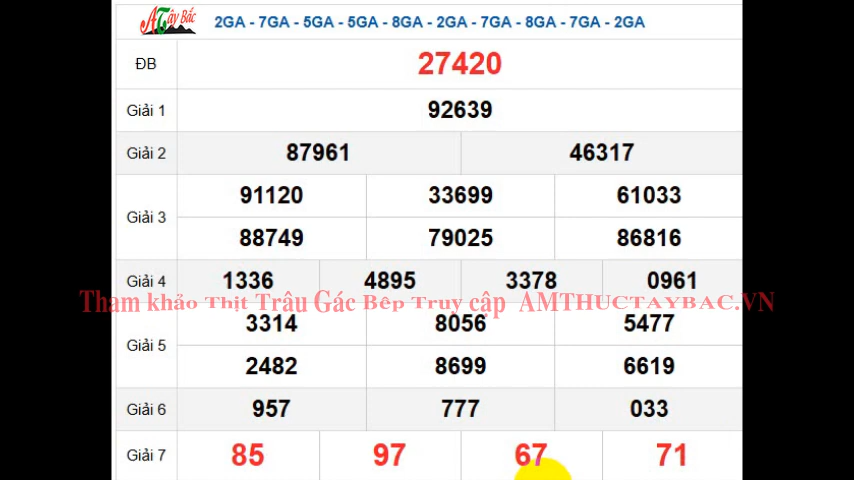 ATây Bắc 2GA - 7GA - 5GA - 5GA - 8GA - 2GA - 7GA - 8GA - 7GA - 2GA
ĐB 27420
Giải 1 92639
Giải 2 87961 46317
Giải 3
91120 33699 61033
88749 79025 86816
Giải 4 1336 4895 3378 0961
Tham khảo Thịt Trâu Gác Bếp Truy cập AMTHUCTAYBAC.VN
Giải 5
3314 8056 5477
2482 8699 6619
Giải 6 957 777 033
Giải 7 85 97 67 71